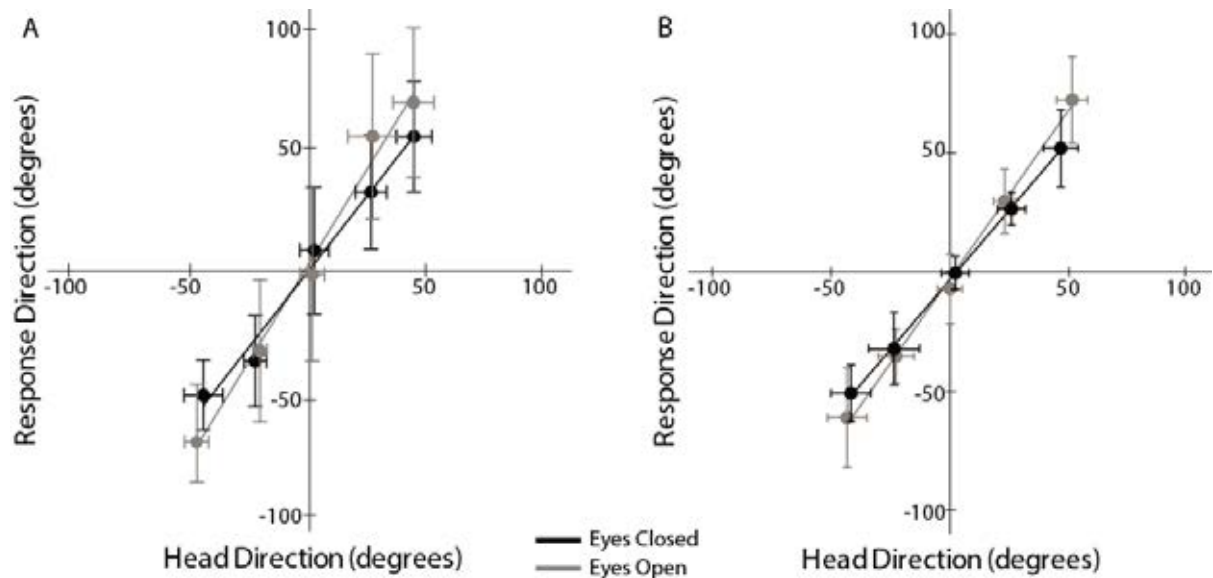 A
100
50
-100
-50
50
100
-50
-100
Response Direction (degrees)
Head Direction (degrees)
B
100
50
-100
-50
50
100
-50
-100
Response Direction (degrees)
Head Direction (degrees)
Eyes Closed
Eyes Open